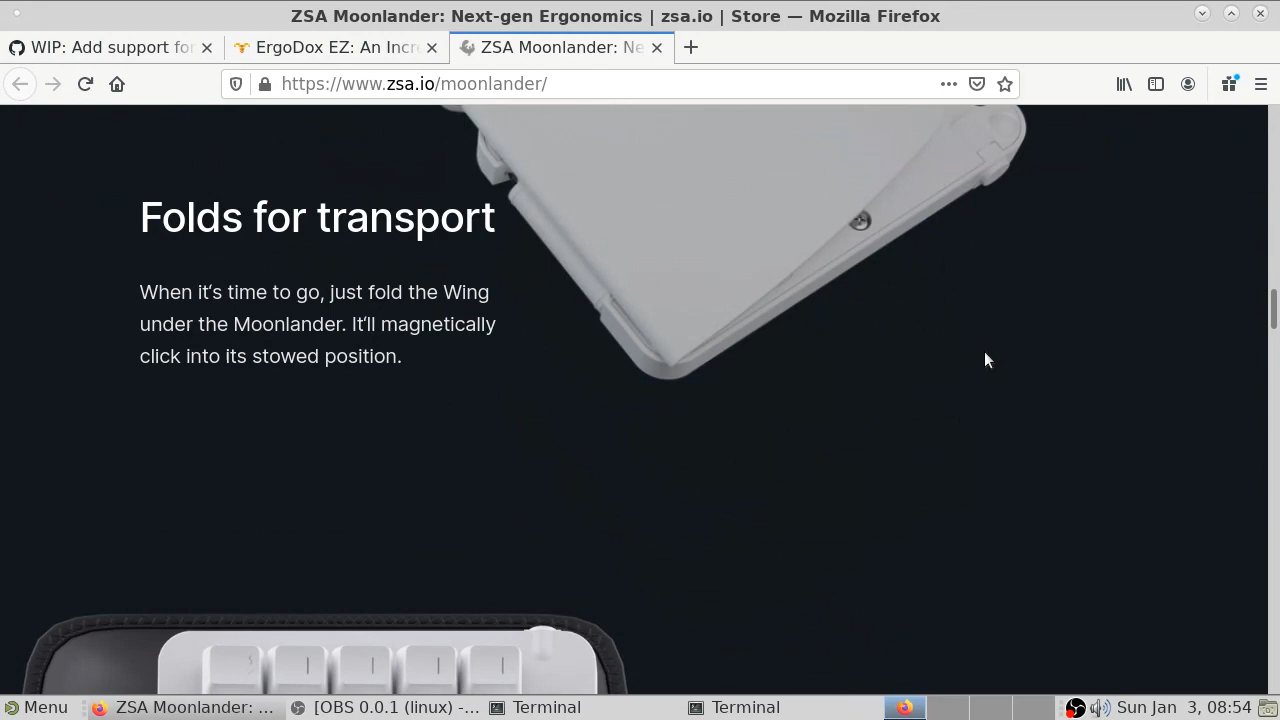 ZSA Moonlander: Next-gen Ergonomics | zsa.io | Store — Mozilla Firefox
WIP: Add support for
ErgoDox EZ: An Incre
ZSA Moonlander: Ne
https://www.zsa.io/moonlander/
Folds for transport
When it‘s time to go, just fold the Wing
under the Moonlander. It‘ll magnetically
click into its stowed position.
Menu
ZSA Moonlander: ...
[OBS 0.0.1 (linux) -...
Terminal
Terminal
Sun Jan  3, 08:54